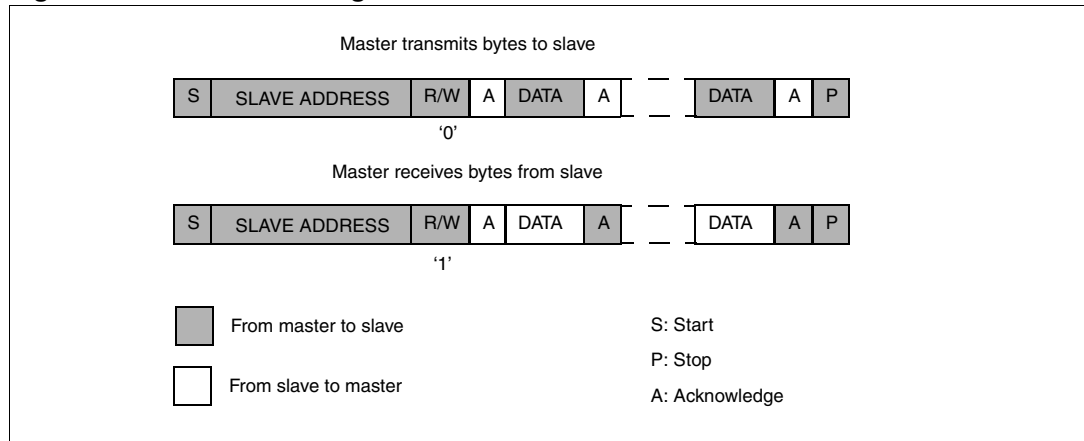 Master transmits bytes to slave
S SLAVE ADDRESS R/W A DATA A DATA A P
‘0’
Master receives bytes from slave
S SLAVE ADDRESS R/W A DATA A DATA A P
‘1’
From master to slave
From slave to master
S: Start
P: Stop
A: Acknowledge